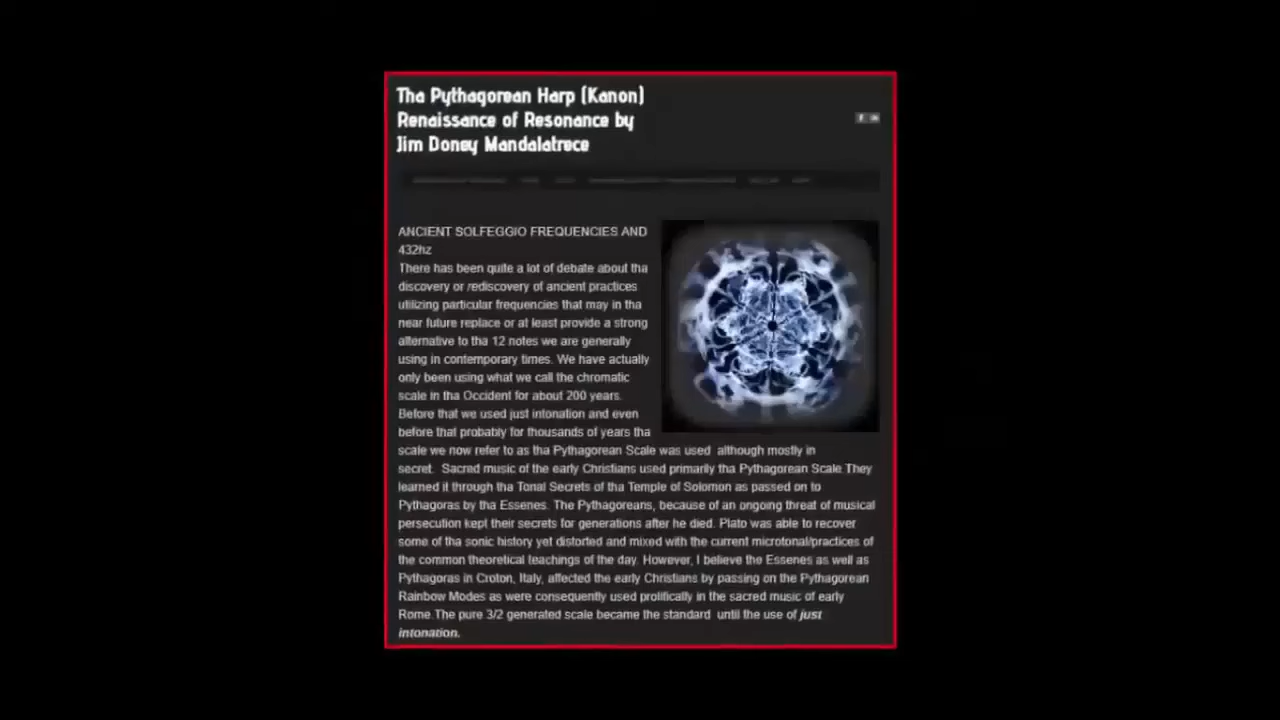 Tha Pythagorean Harp (Kanon)
Renaissance of Resonance by
Jim Doney Mandalatrece
ANCIENT SOLFEGGIO FREQUENCIES AND
432hz
There has been quite a lot of debate about tha
discovery or rediscovery of ancient practices
utilizing particular frequencies that may in tha
near future replace or at least provide a strong
alternative to tha 12 notes we are generally
using in contemporary times. We have actually
only been using what we call the chromatic
scale in tha Occident for about 200 years.
Before that we used just intonation and even
before that probably for thousands of years tha
scale we now refer to as tha Pythagorean Scale was used although mostly in
secret. Sacred music of the early Christians used primarily tha Pythagorean Scale.They
learned it through tha Tonal Secrets of tha Temple of Solomon as passed on to
Pythagoras by tha Essenes. The Pythagoreans, because of an ongoing threat of musical
persecution kept their secrets for generations after he died. Plato was able to recover
some of tha sonic history yet distorted and mixed with the current microtonal/practices of
the common theoretical teachings of the day. However, I believe the Essenes as well as
Pythagoras in Croton, Italy, affected the early Christians by passing on the Pythagorean
Rainbow Modes as were consequently used prolifically in the sacred music of early
Rome.The pure 3/2 generated scale became the standard until the use of just
intonation.